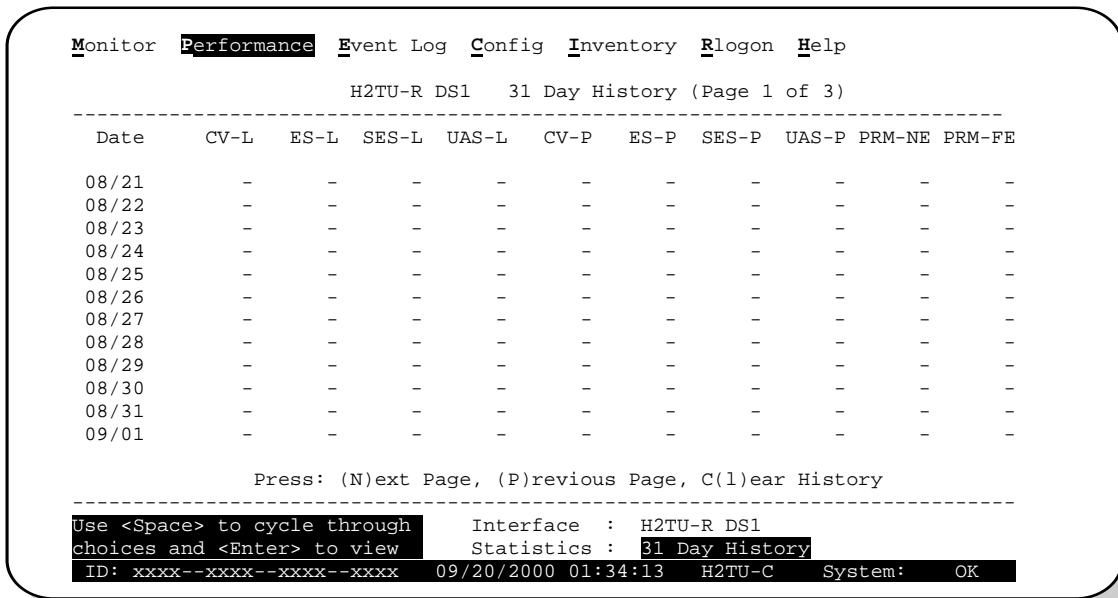 Monitor Performance Event Log Config Inventory Rlogon Help
H2TU-R DS1 31 Day History (Page 1 of 3)
--------------------------------------------------------------------------------
Date CV-L ES-L SES-L UAS-L CV-P ES-P SES-P UAS-P PRM-NE PRM-FE
08/21 - - - - - - - - - -
08/22 - - - - - - - - - -
08/23 - - - - - - - - - -
08/24 - - - - - - - - - -
08/25 - - - - - - - - - -
08/26 - - - - - - - - - -
08/27 - - - - - - - - - -
08/28 - - - - - - - - - -
08/29 - - - - - - - - - -
08/30 - - - - - - - - - -
08/31 - - - - - - - - - -
09/01 - - - - - - - - - -
Press: (N)ext Page, (P)revious Page, C(l)ear History
--------------------------------------------------------------------------------
Use <Space> to cycle through Interface : H2TU-R DS1
choices and <Enter> to view Statistics : 31 Day History
ID: xxxx--xxxx--xxxx--xxxx 09/20/2000 01:34:13 H2TU-C System: OK